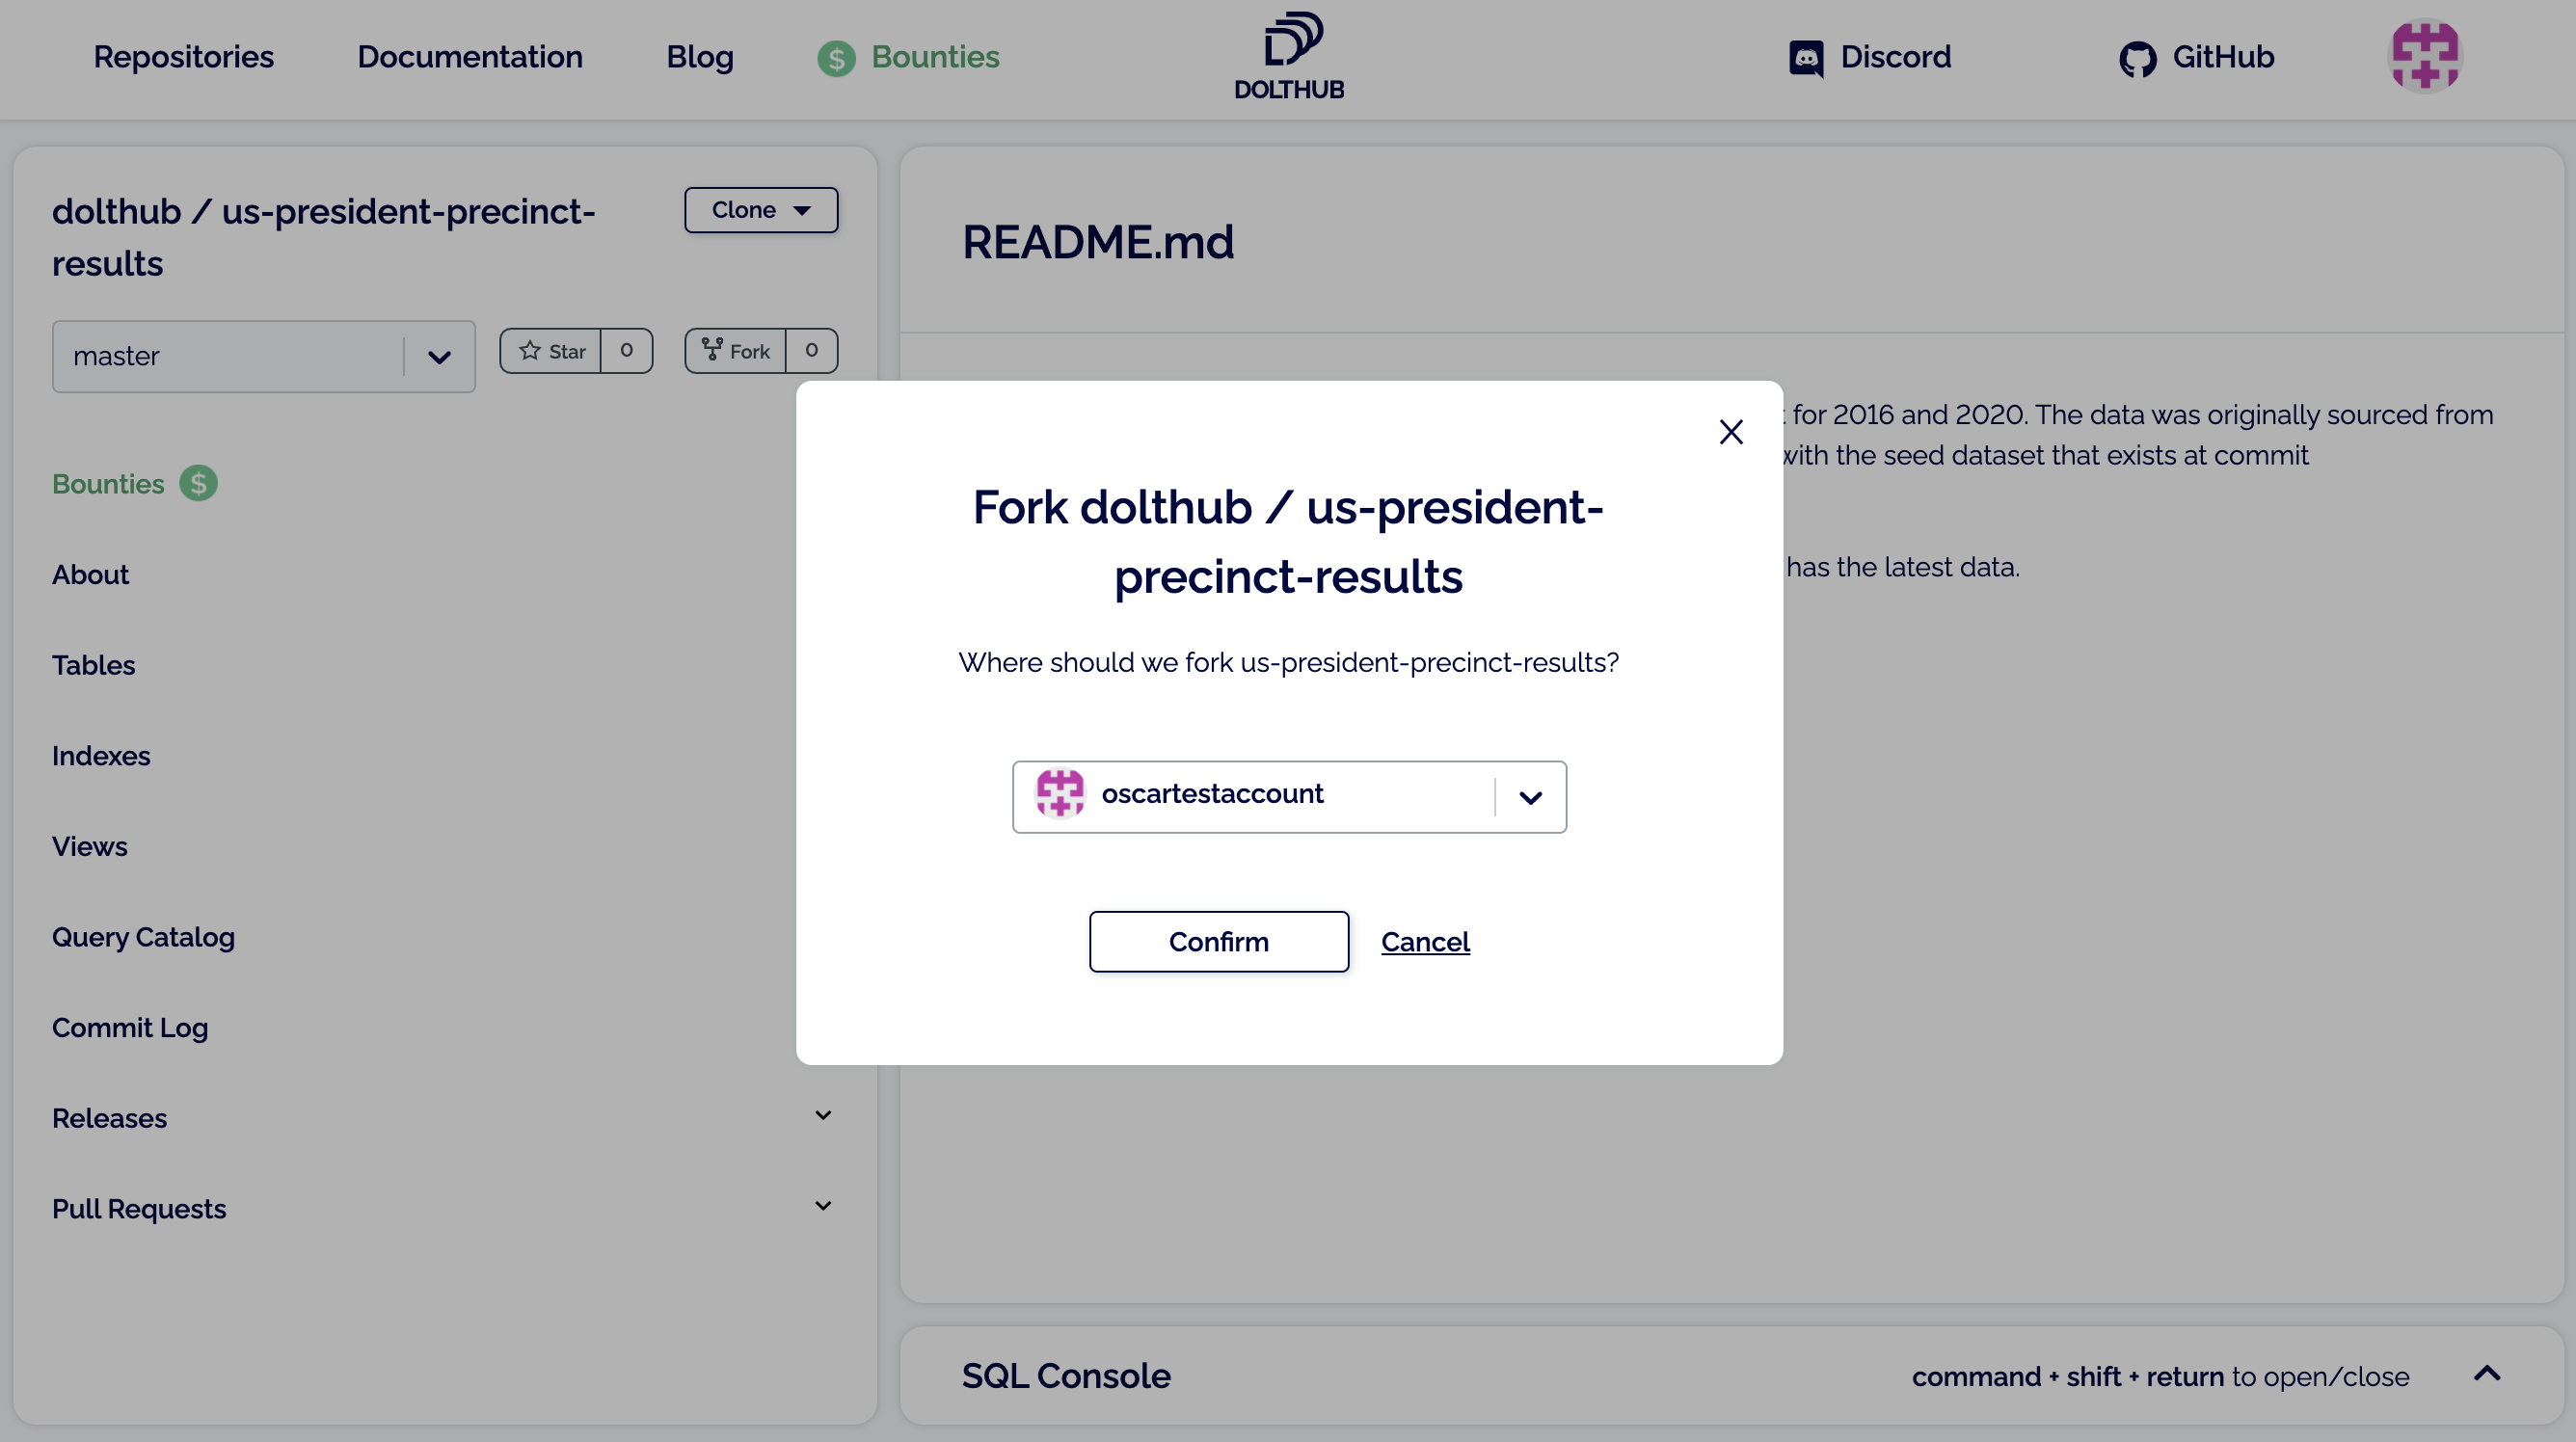 Repositories
Documentation
Blog
$ Bounties
DOLTHUB
Discord
GitHub
dolthub / us-president-precinct-
results
Clone
master
Star 0
Fork 0
Bounties $
About
Tables
Indexes
Views
Query Catalog
Commit Log
Releases
Pull Requests
README.md
for 2016 and 2020. The data was originally sourced from
with the seed dataset that exists at commit
has the latest data.
Fork dolthub / us-president-
precinct-results
Where should we fork us-president-precinct-results?
oscartestaccount
Confirm
Cancel
SQL Console
command + shift + return to open/close